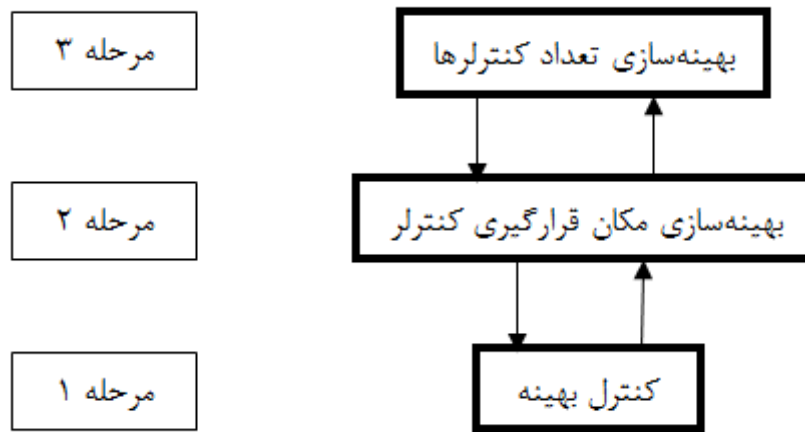 مرحله ۳
بهینه‌سازی تعداد کنترلرها
مرحله ۲
بهینه‌سازی مکان قرارگیری کنترلر
مرحله ۱
کنترل بهینه